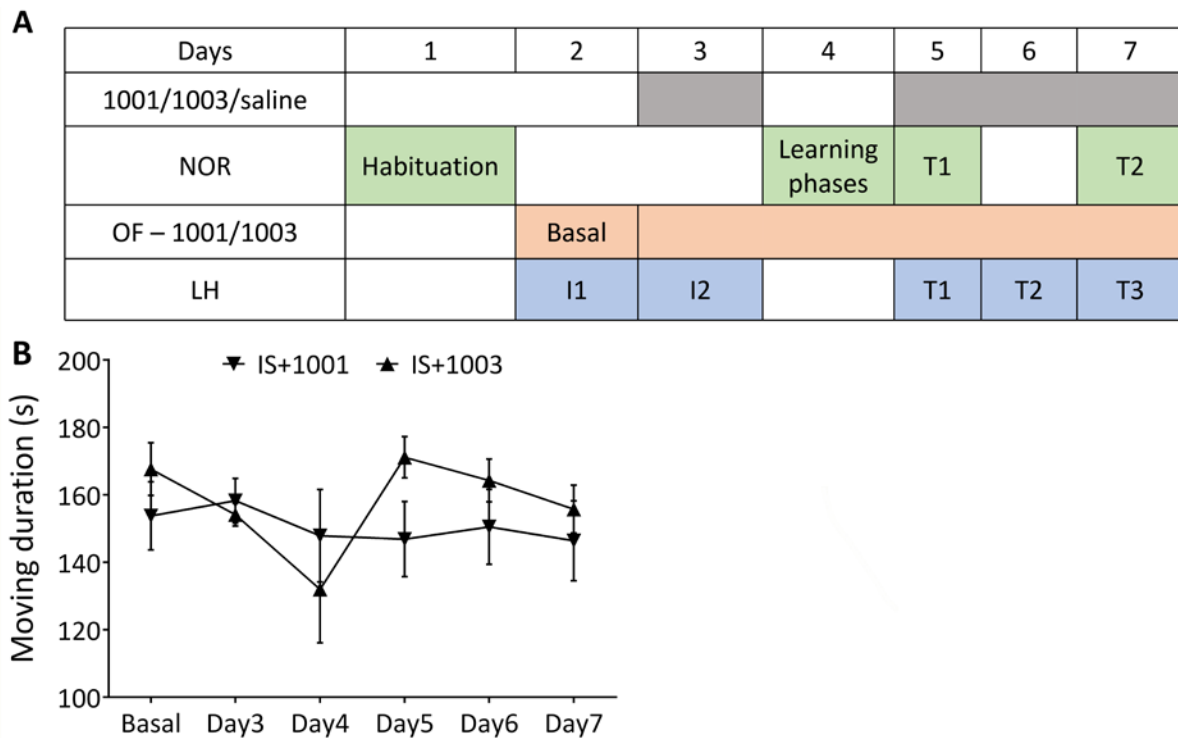 A
Days 1 2 3 4 5 6 7
1001/1003/saline
NOR Habituation Learning phases T1 T2
OF – 1001/1003 Basal
LH I1 I2 T1 T2 T3
B
IS+1001 IS+1003
Moving duration (s)
200
180
160
140
120
100
Basal Day3 Day4 Day5 Day6 Day7